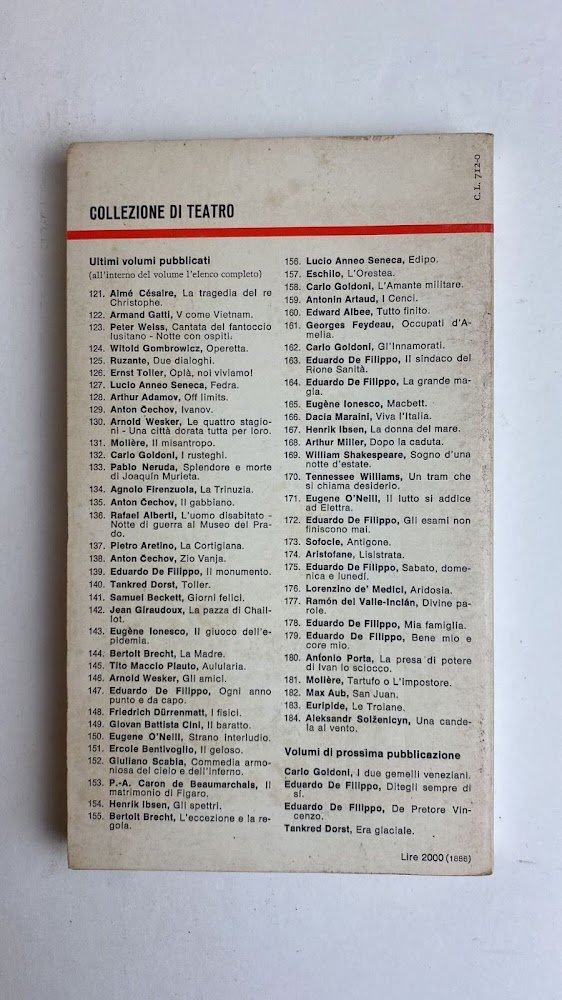 C. L. 712-0
COLLEZIONE DI TEATRO
Ultimi volumi pubblicati
(all'interno del volume l'elenco completo)
121. Aimé Césaire, La tragedia del re
Christophe.
122. Armand Gatti, V come Vietnam.
123. Peter Weiss, Cantata del fantoccio
lusitano - Notte con ospiti.
124. Witold Gombrowicz, Operetta.
125. Ruzante, Due dialoghi.
126. Ernst Toller, Oplà, noi viviamo!
127. Lucio Anneo Seneca, Fedra.
128. Arthur Adamov, Off limits.
129. Anton Čechov, Ivanov.
130. Arnold Wesker, Le quattro stagio-
ni - Una città dorata tutta per loro.
131. Molière, Il misantropo.
132. Carlo Goldoni, I rusteghi.
133. Pablo Neruda, Splendore e morte
di Joaquín Murieta.
134. Agnolo Firenzuola, La Trinuzia.
135. Anton Čechov, Il gabbiano.
136. Rafael Alberti, L'uomo disabitato -
Notte di guerra al Museo del Pra-
do.
137. Pietro Aretino, La Cortigiana.
138. Anton Čechov, Zio Vanja.
139. Eduardo De Filippo, Il monumento.
140. Tankred Dorst, Toller.
141. Samuel Beckett, Giorni felici.
142. Jean Giraudoux, La pazza di Chail-
lot.
143. Eugène Ionesco, Il giuoco dell'e-
pidemia.
144. Bertolt Brecht, La Madre.
145. Tito Maccio Plauto, Aulularia.
146. Arnold Wesker, Gli amici.
147. Eduardo De Filippo, Ogni anno
punto e da capo.
148. Friedrich Dürrenmatt, I fisici.
149. Giovan Battista Cini, Il baratto.
150. Eugene O'Neill, Strano interludio.
151. Ercole Bentivoglio, Il geloso.
152. Giuliano Scabia, Commedia armo-
niosa del cielo e dell'inferno.
153. P.-A. Caron de Beaumarchais, Il
matrimonio di Figaro.
154. Henrik Ibsen, Gli spettri.
155. Bertolt Brecht, L'eccezione e la re-
gola.
156. Lucio Anneo Seneca, Edipo.
157. Eschilo, L'Orestea.
158. Carlo Goldoni, L'Amante militare.
159. Antonin Artaud, I Cenci.
160. Edward Albee, Tutto finito.
161. Georges Feydeau, Occupati d'A-
melia.
162. Carlo Goldoni, Gl'Innamorati.
163. Eduardo De Filippo, Il sindaco del
Rione Sanità.
164. Eduardo De Filippo, La grande ma-
gia.
165. Eugène Ionesco, Macbett.
166. Dacia Maraini, Viva l'Italia.
167. Henrik Ibsen, La donna del mare.
168. Arthur Miller, Dopo la caduta.
169. William Shakespeare, Sogno d'una
notte d'estate.
170. Tennessee Williams, Un tram che
si chiama desiderio.
171. Eugene O'Neill, Il lutto si addice
ad Elettra.
172. Eduardo De Filippo, Gli esami non
finiscono mai.
173. Sofocle, Antigone.
174. Aristofane, Lisistrata.
175. Eduardo De Filippo, Sabato, dome-
nica e lunedí.
176. Lorenzino de' Medici, Aridosia.
177. Ramón del Valle-Inclán, Divine pa-
role.
178. Eduardo De Filippo, Mia famiglia.
179. Eduardo De Filippo, Bene mio e
core mio.
180. Antonio Porta, La presa di potere
di Ivan lo sciocco.
181. Molière, Tartufo o L'impostore.
182. Max Aub, San Juan.
183. Euripide, Le Troiane.
184. Aleksandr Solženicyn, Una cande-
la al vento.
Volumi di prossima pubblicazione
Carlo Goldoni, I due gemelli veneziani.
Eduardo De Filippo, Ditegli sempre di
sí.
Eduardo De Filippo, De Pretore Vin-
cenzo.
Tankred Dorst, Era glaciale.
Lire 2000 (1886)